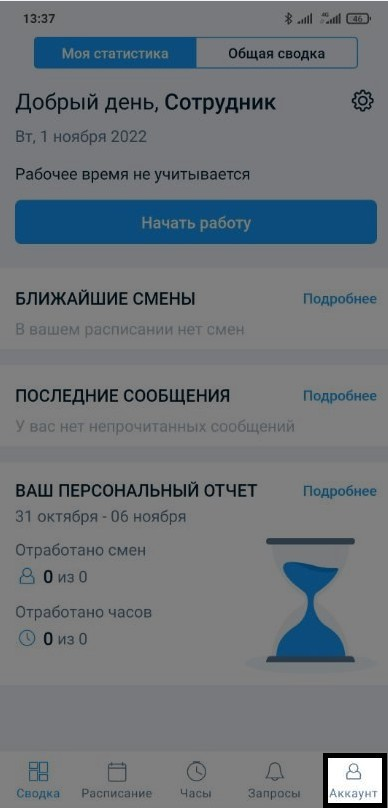 13:37
4G 46
Моя статистика Общая сводка
Добрый день, Сотрудник
Вт, 1 ноября 2022
Рабочее время не учитывается
Начать работу
БЛИЖАЙШИЕ СМЕНЫ Подробнее
В вашем расписании нет смен
ПОСЛЕДНИЕ СООБЩЕНИЯ Подробнее
У вас нет непрочитанных сообщений
ВАШ ПЕРСОНАЛЬНЫЙ ОТЧЕТ Подробнее
31 октября - 06 ноября
Отработано смен
0 из 0
Отработано часов
0 из 0
Сводка Расписание Часы Запросы Аккаунт